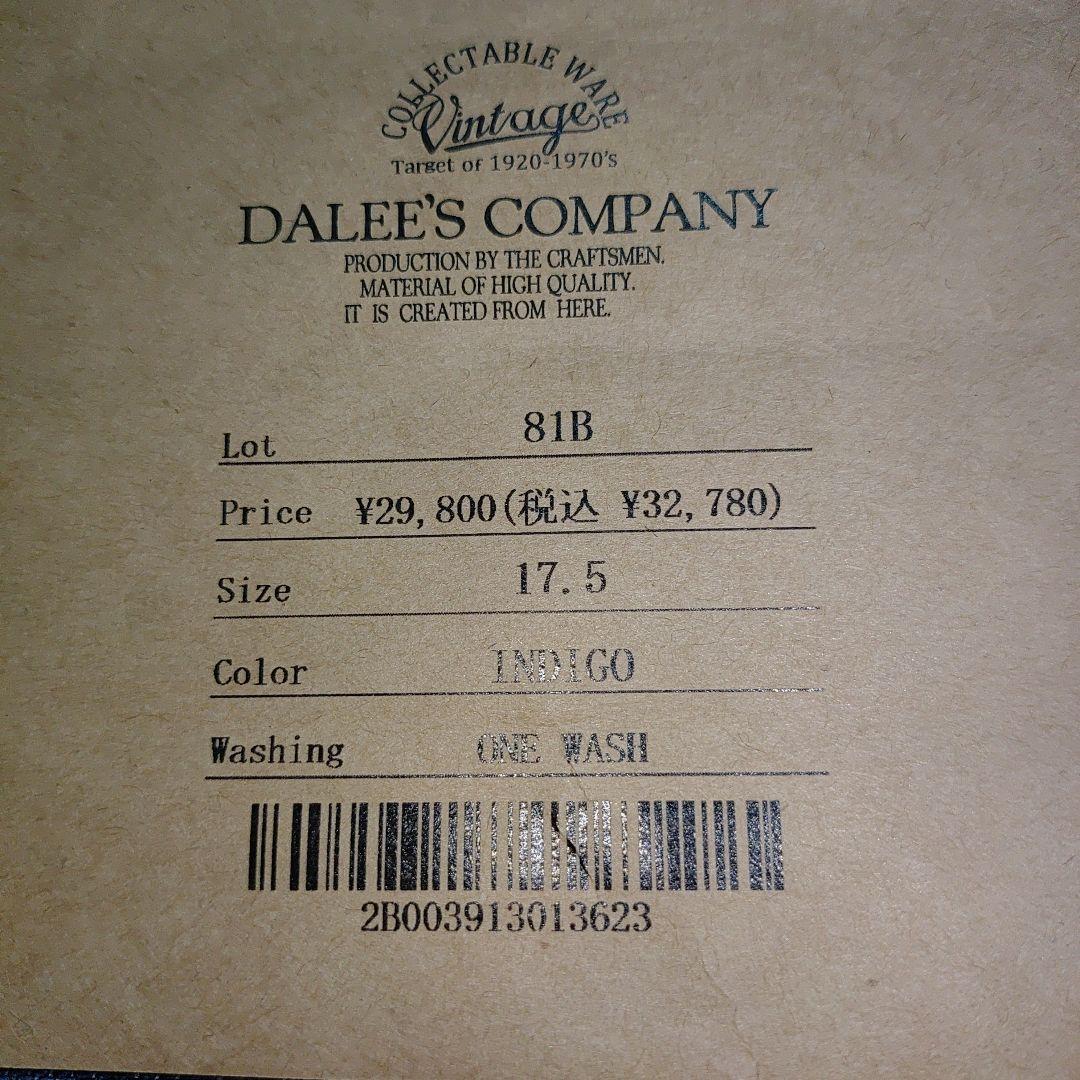 COLLECTABLE WARE
Vintage
Target of 1920-1970's
DALEE'S COMPANY
PRODUCTION BY THE CRAFTSMEN.
MATERIAL OF HIGH QUALITY.
IT IS CREATED FROM HERE.
Lot 81B
Price ¥29,800(税込 ¥32,780)
Size 17.5
Color INDIGO
Washing ONE WASH
2B003913013623